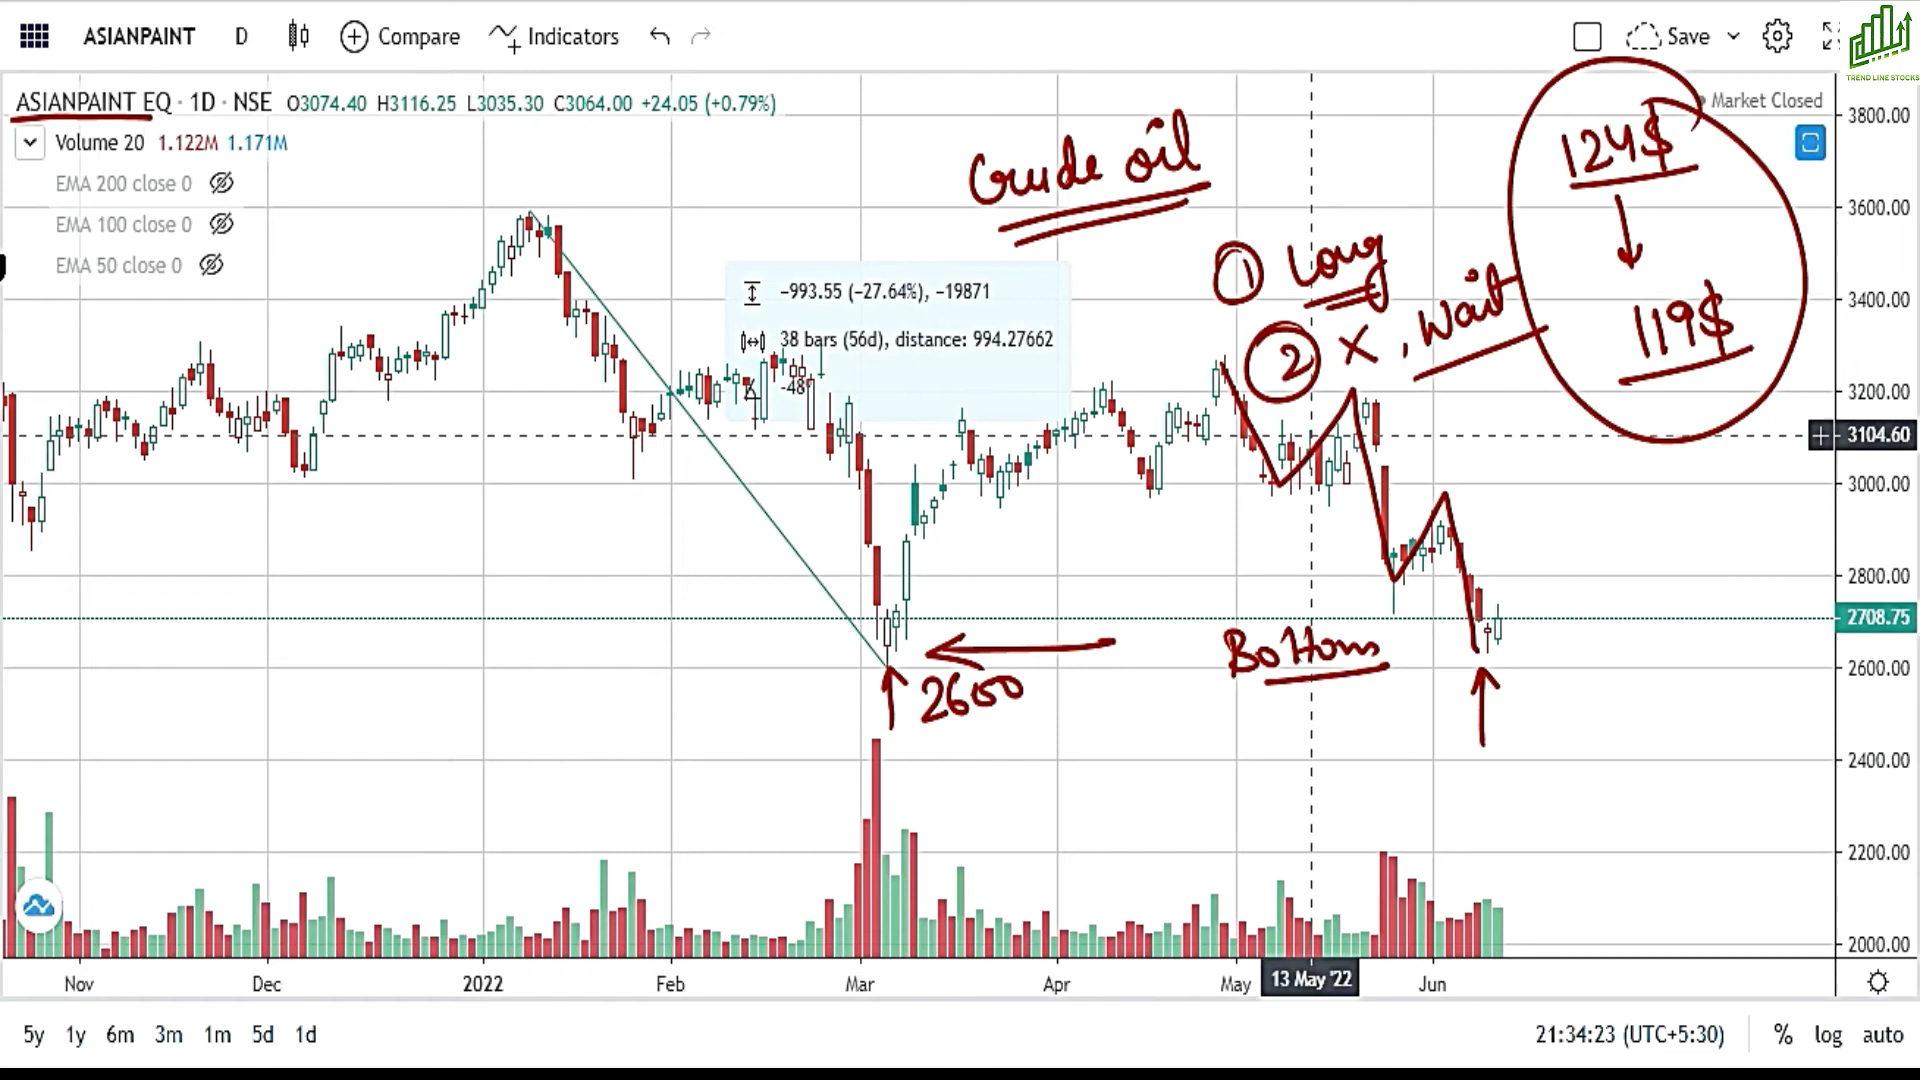 ASIANPAINT D Compare Indicators Save
TREND LINE STOCKS
ASIANPAINT EQ · 1D · NSE O3074.40 H3116.25 L3035.30 C3064.00 +24.05 (+0.79%)
Market Closed
Volume 20 1.122M 1.171M
EMA 200 close 0
EMA 100 close 0
EMA 50 close 0
Crude oil
124$
119$
1 Long
2 X, Wait
-993.55 (-27.64%), -19871
38 bars (56d), distance: 994.27662
-48°
Bottom
2650
3800.00
3600.00
3400.00
3200.00
3104.60
3000.00
2800.00
2708.75
2600.00
2400.00
2200.00
2000.00
Nov Dec 2022 Feb Mar Apr May 13 May '22 Jun
5y 1y 6m 3m 1m 5d 1d 21:34:23 (UTC+5:30) % log auto